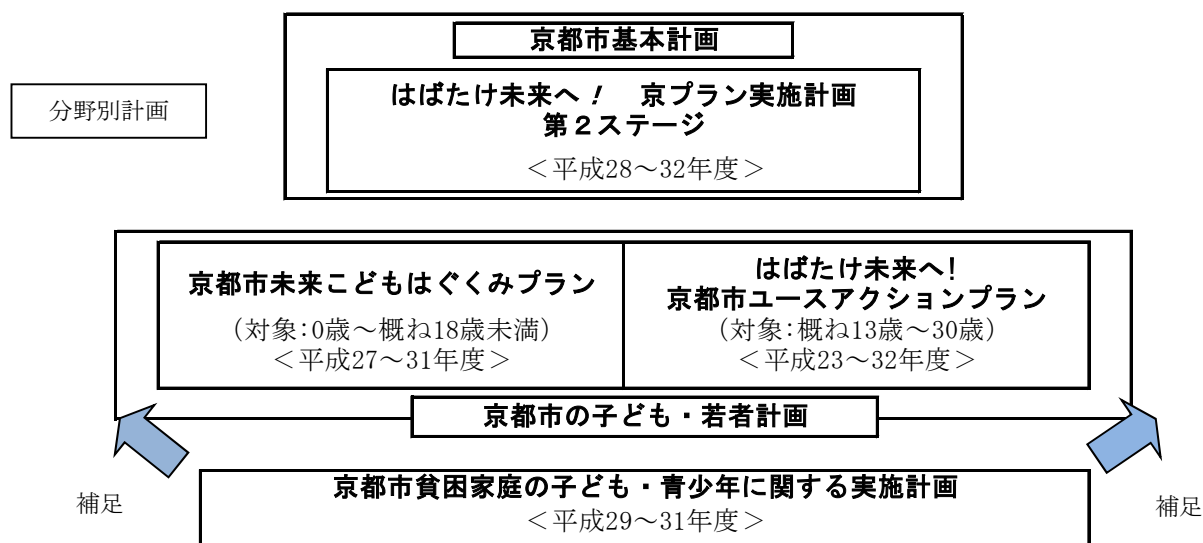 京都市基本計画
分野別計画
はばたけ未来へ！ 京プラン実施計画
第２ステージ
＜平成28～32年度＞
京都市未来こどもはぐくみプラン
（対象：0歳～概ね18歳未満）
＜平成27～31年度＞
はばたけ未来へ！
京都市ユースアクションプラン
（対象：概ね13歳～30歳）
＜平成23～32年度＞
京都市の子ども・若者計画
補足
京都市貧困家庭の子ども・青少年に関する実施計画
＜平成29～31年度＞
補足